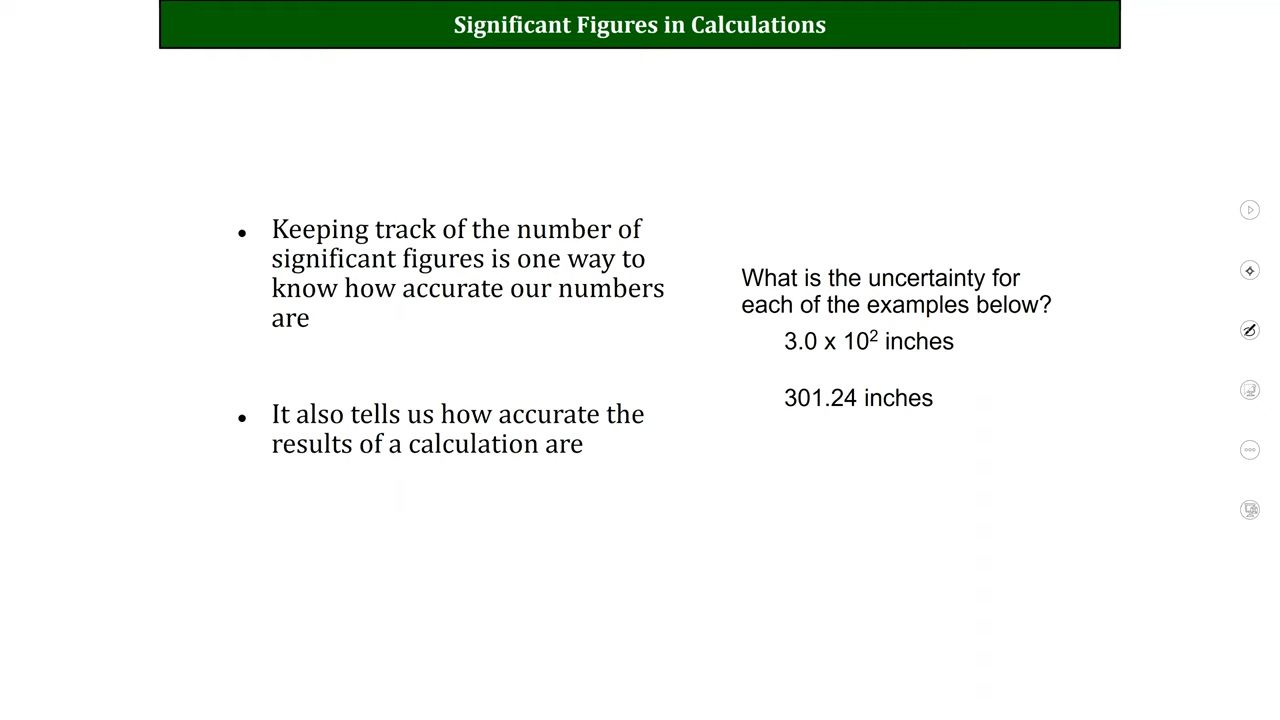 Significant Figures in Calculations
• Keeping track of the number of
significant figures is one way to
know how accurate our numbers
are
• It also tells us how accurate the
results of a calculation are
What is the uncertainty for
each of the examples below?
3.0 x 10² inches
301.24 inches